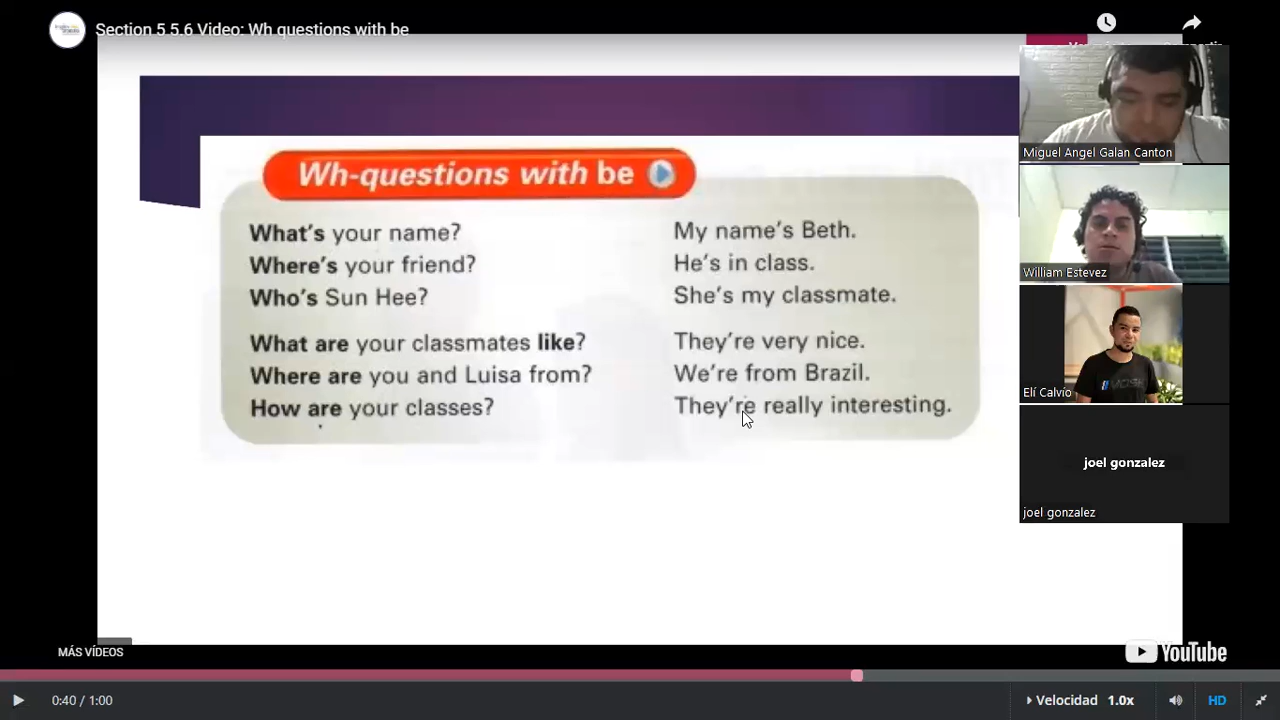 Section 5 5.6 Video: Wh questions with be
Miguel Angel Galan Canton
William Estevez
Elí Calvío
joel gonzalez
joel gonzalez
Wh-questions with be
What's your name? My name's Beth.
Where's your friend? He's in class.
Who's Sun Hee? She's my classmate.
What are your classmates like? They're very nice.
Where are you and Luisa from? We're from Brazil.
How are your classes? They're really interesting.
MÁS VÍDEOS
YouTube
0:40 / 1:00
Velocidad 1.0x
HD